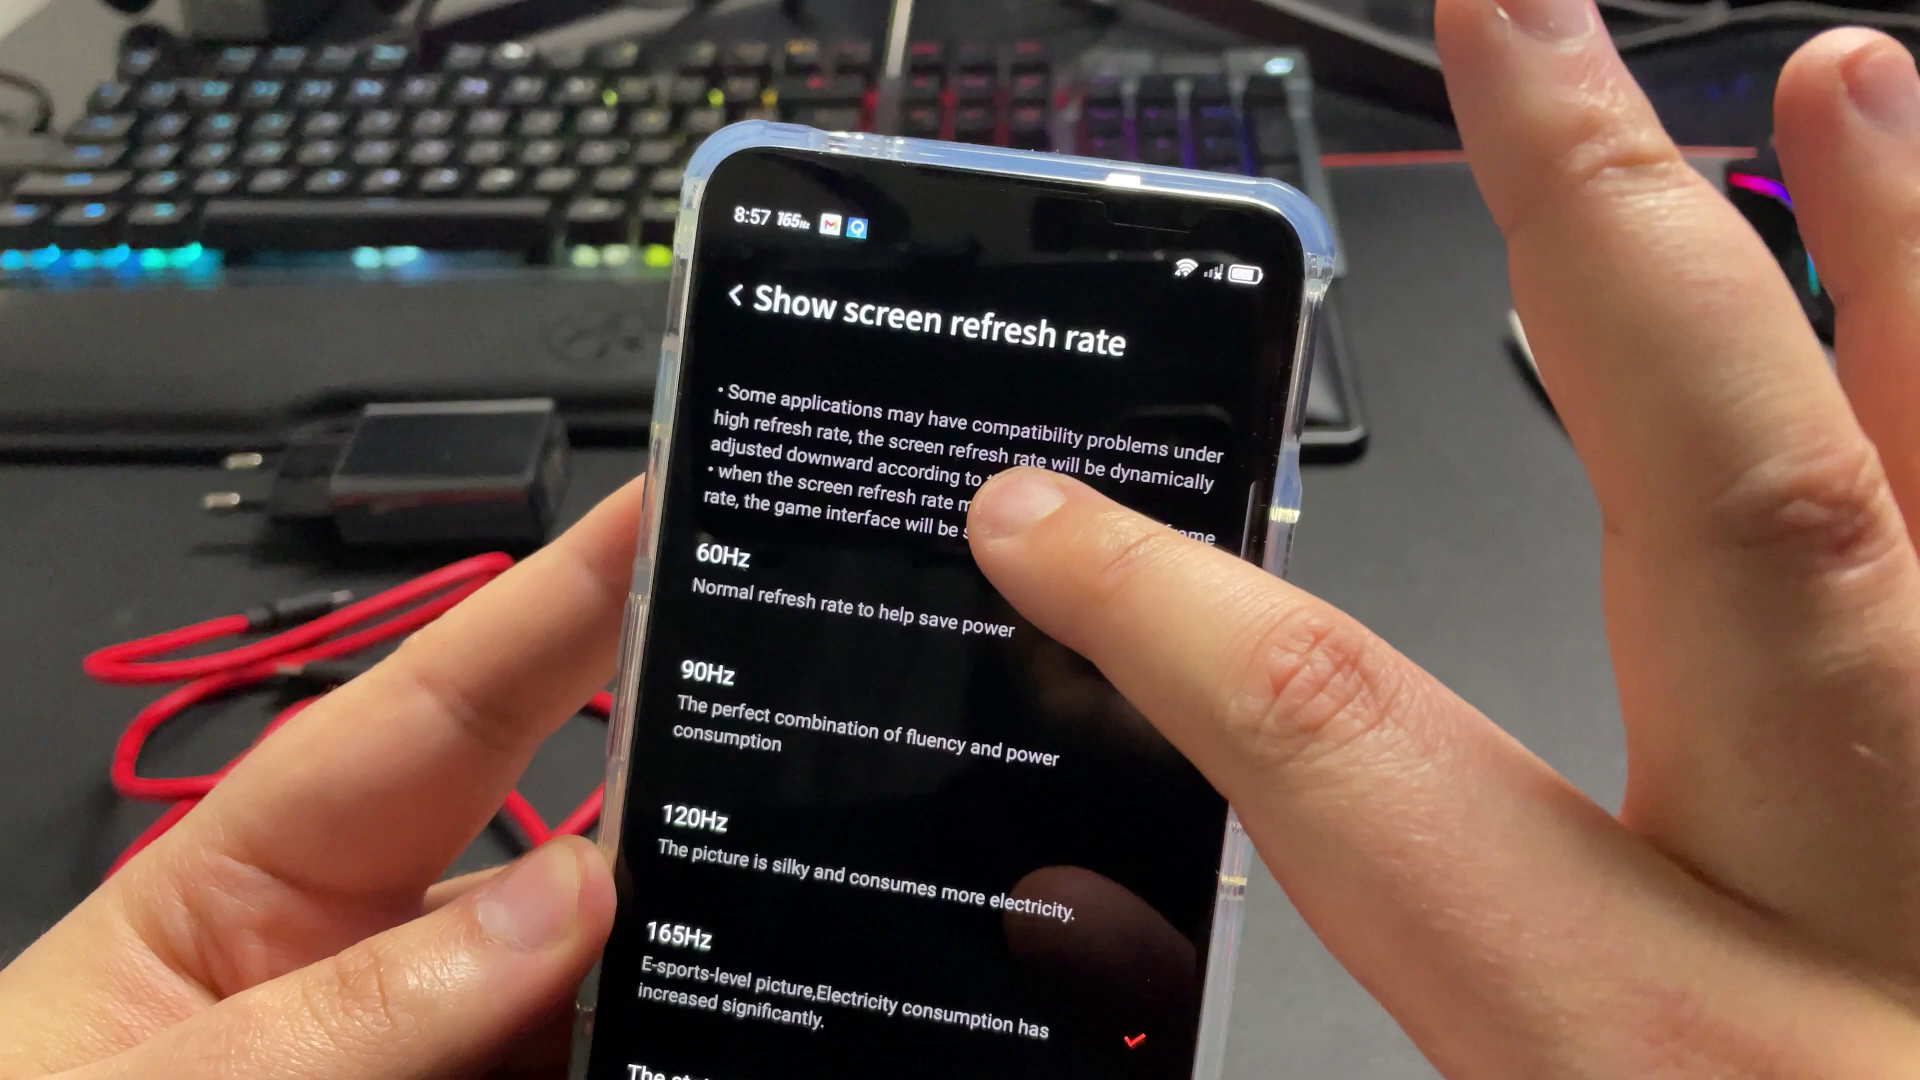 8:57 165Hz
Show screen refresh rate
• Some applications may have compatibility problems under
high refresh rate, the screen refresh rate will be dynamically
adjusted downward according to
• when the screen refresh rate
rate, the game interface will be
60Hz
Normal refresh rate to help save power
90Hz
The perfect combination of fluency and power
consumption
120Hz
The picture is silky and consumes more electricity.
165Hz
E-sports-level picture,Electricity consumption has
increased significantly.
The